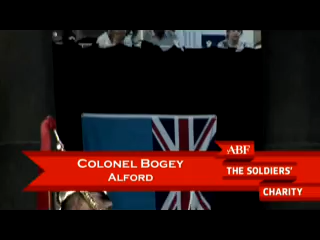 COLONEL BOGEY
ALFORD
ABF
THE SOLDIERS'
CHARITY